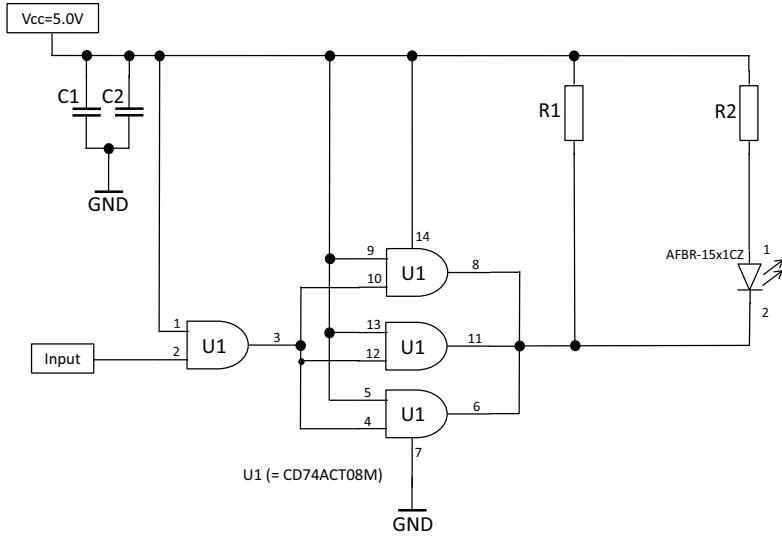 Vcc=5.0V
C1
C2
R1
R2
GND
14
9
8
AFBR-15x1CZ
1
U1
10
2
13
1
11
U1
3
U1
Input
2
12
5
6
U1
4
7
U1 (= CD74ACT08M)
GND